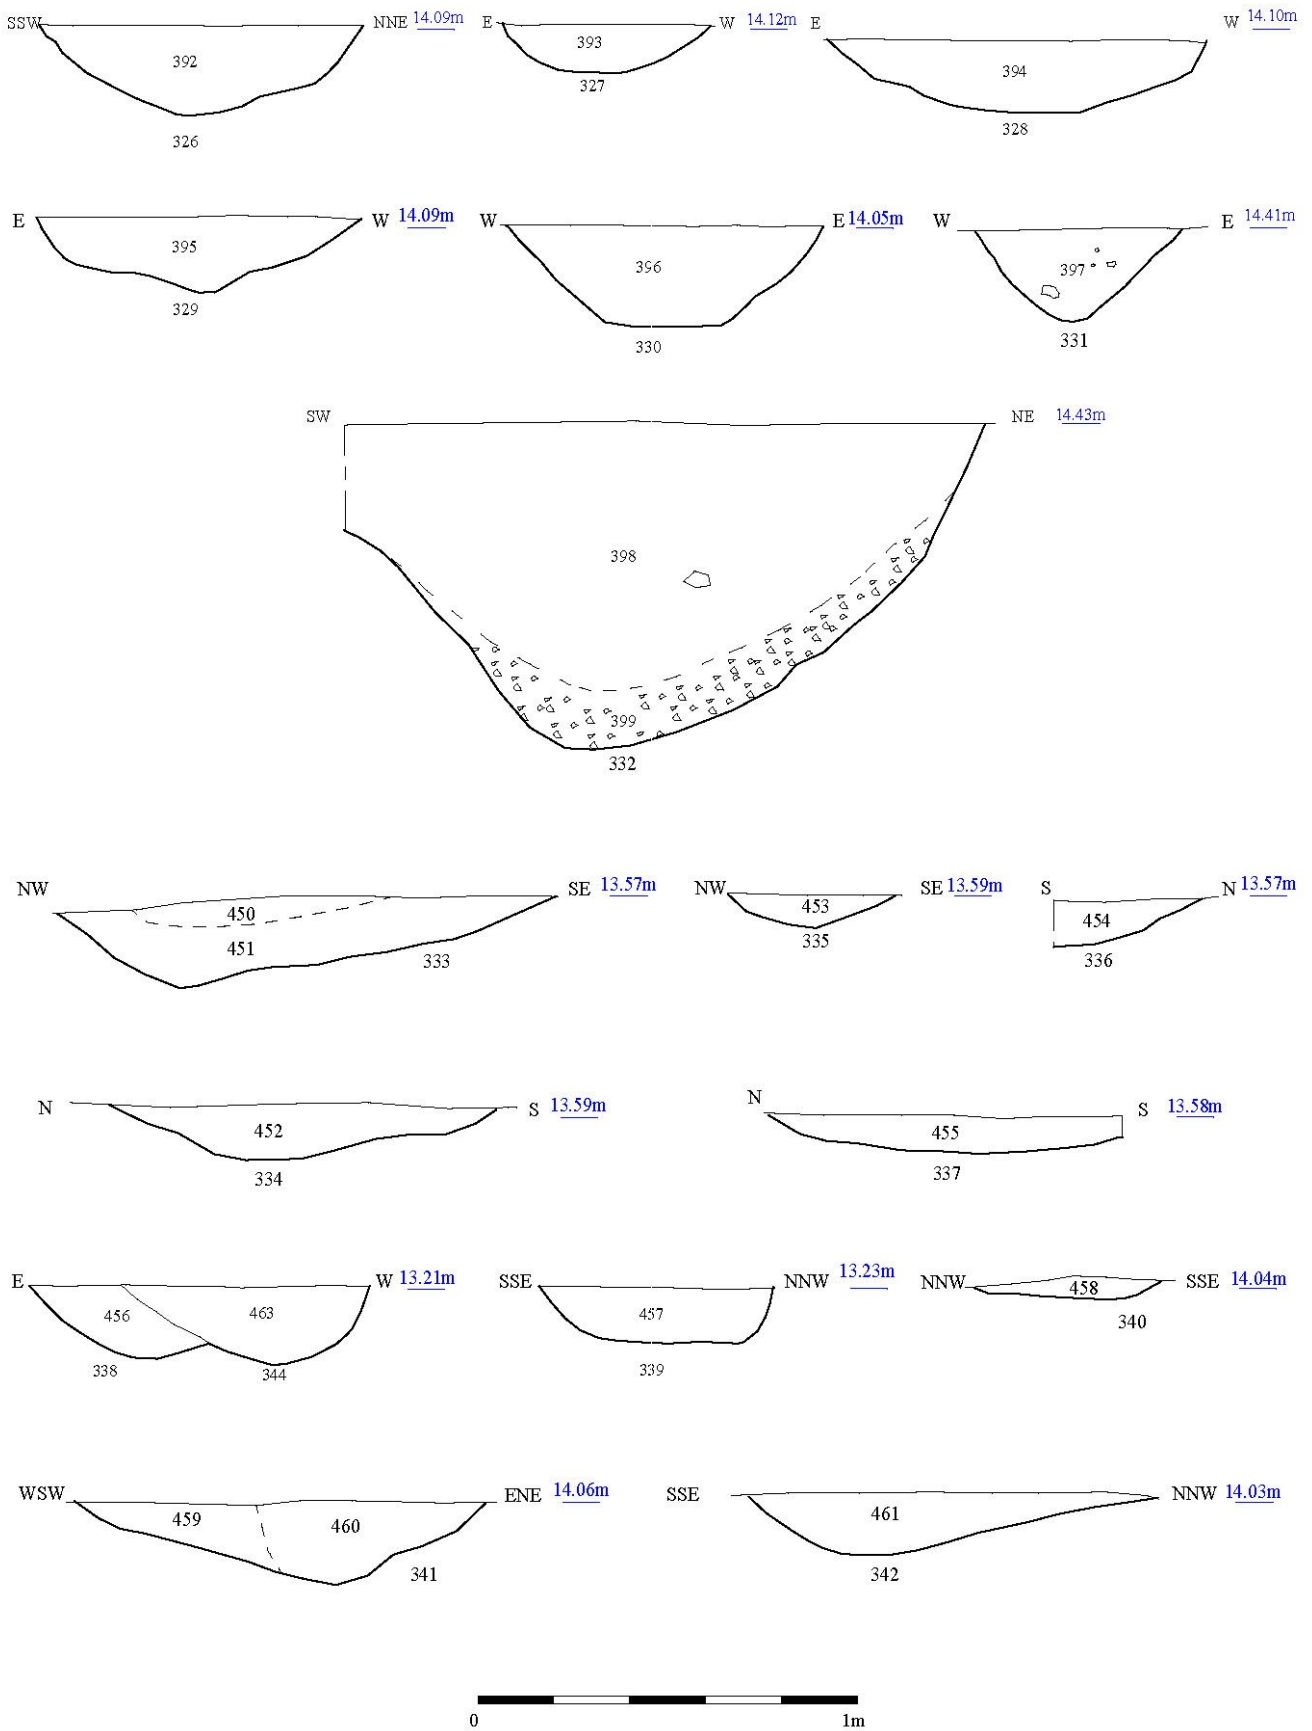 SSW 392 NNE 14.09m
326
E 393 W 14.12m
327
E 394 W 14.10m
328
E 395 W 14.09m
329
W 396 E 14.05m
330
W 397 E 14.41m
331
SW NE 14.43m
398
399
332
NW SE 13.57m
450
451 333
NW 453 SE 13.59m
335
S 454 N 13.57m
336
N 452 S 13.59m
334
N 455 S 13.58m
337
E 456 463 W 13.21m
338 344
SSE 457 NNW 13.23m
339
NNW 458 SSE 14.04m
340
WSW 459 460 ENE 14.06m
341
SSE 461 NNW 14.03m
342
0 1m